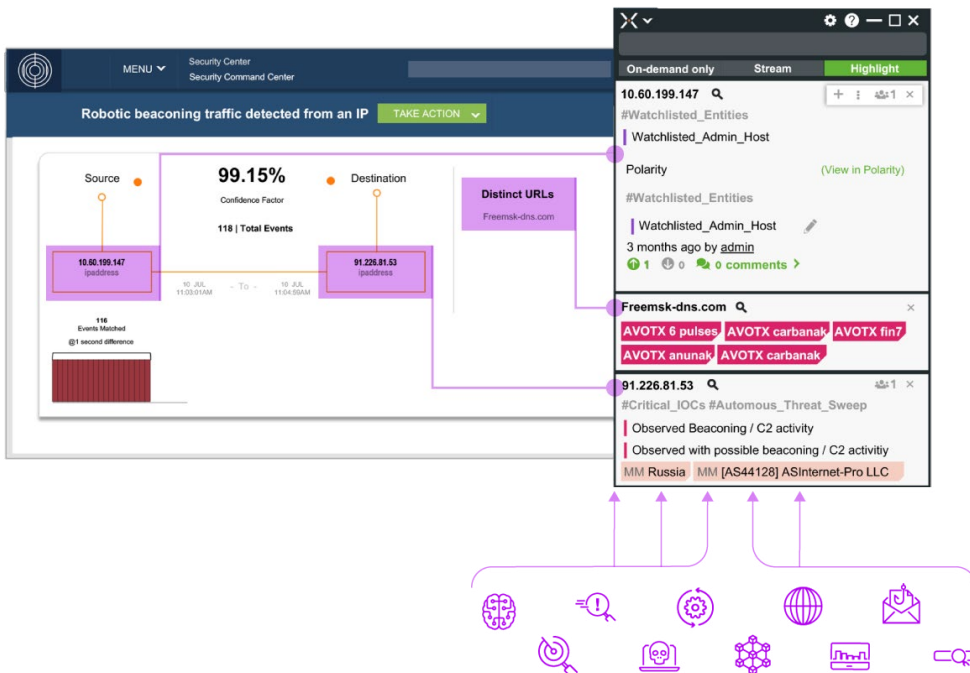 MENU
Security Center
Security Command Center
Robotic beaconing traffic detected from an IP
TAKE ACTION
Source
99.15%
Confidence Factor
118 | Total Events
Destination
Distinct URLs
Freemsk-dns.com
10.60.199.147
ipaddress
10 JUL
11:03:01AM
- To -
91.226.81.53
ipaddress
116
Events Matched
@1 second difference
On-demand only
Stream
Highlight
10.60.199.147
1
#Watchlisted_Entities
Watchlisted_Admin_Host
Polarity
(View in Polarity)
#Watchlisted_Entities
Watchlisted_Admin_Host
3 months ago by admin
1 0 0 comments >
Freemsk-dns.com
AVOTX 6 pulses AVOTX carbanak AVOTX fin7
AVOTX anunak AVOTX carbanak
91.226.81.53
1
#Critical_IOCs #Automous_Threat_Sweep
Observed Beaconing / C2 activity
Observed with possible beaconing / C2 activitiy
MM Russia MM [AS44128] ASInternet-Pro LLC